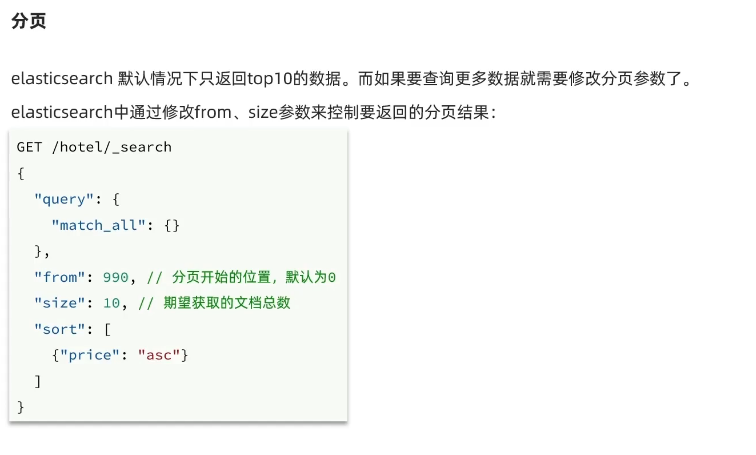 分页
elasticsearch 默认情况下只返回top10的数据。而如果要查询更多数据就需要修改分页参数了。
elasticsearch中通过修改from、size参数来控制要返回的分页结果：
GET /hotel/_search
{
  "query": {
    "match_all": {}
  },
  "from": 990, // 分页开始的位置，默认为0
  "size": 10, // 期望获取的文档总数
  "sort": [
    {"price": "asc"}
  ]
}